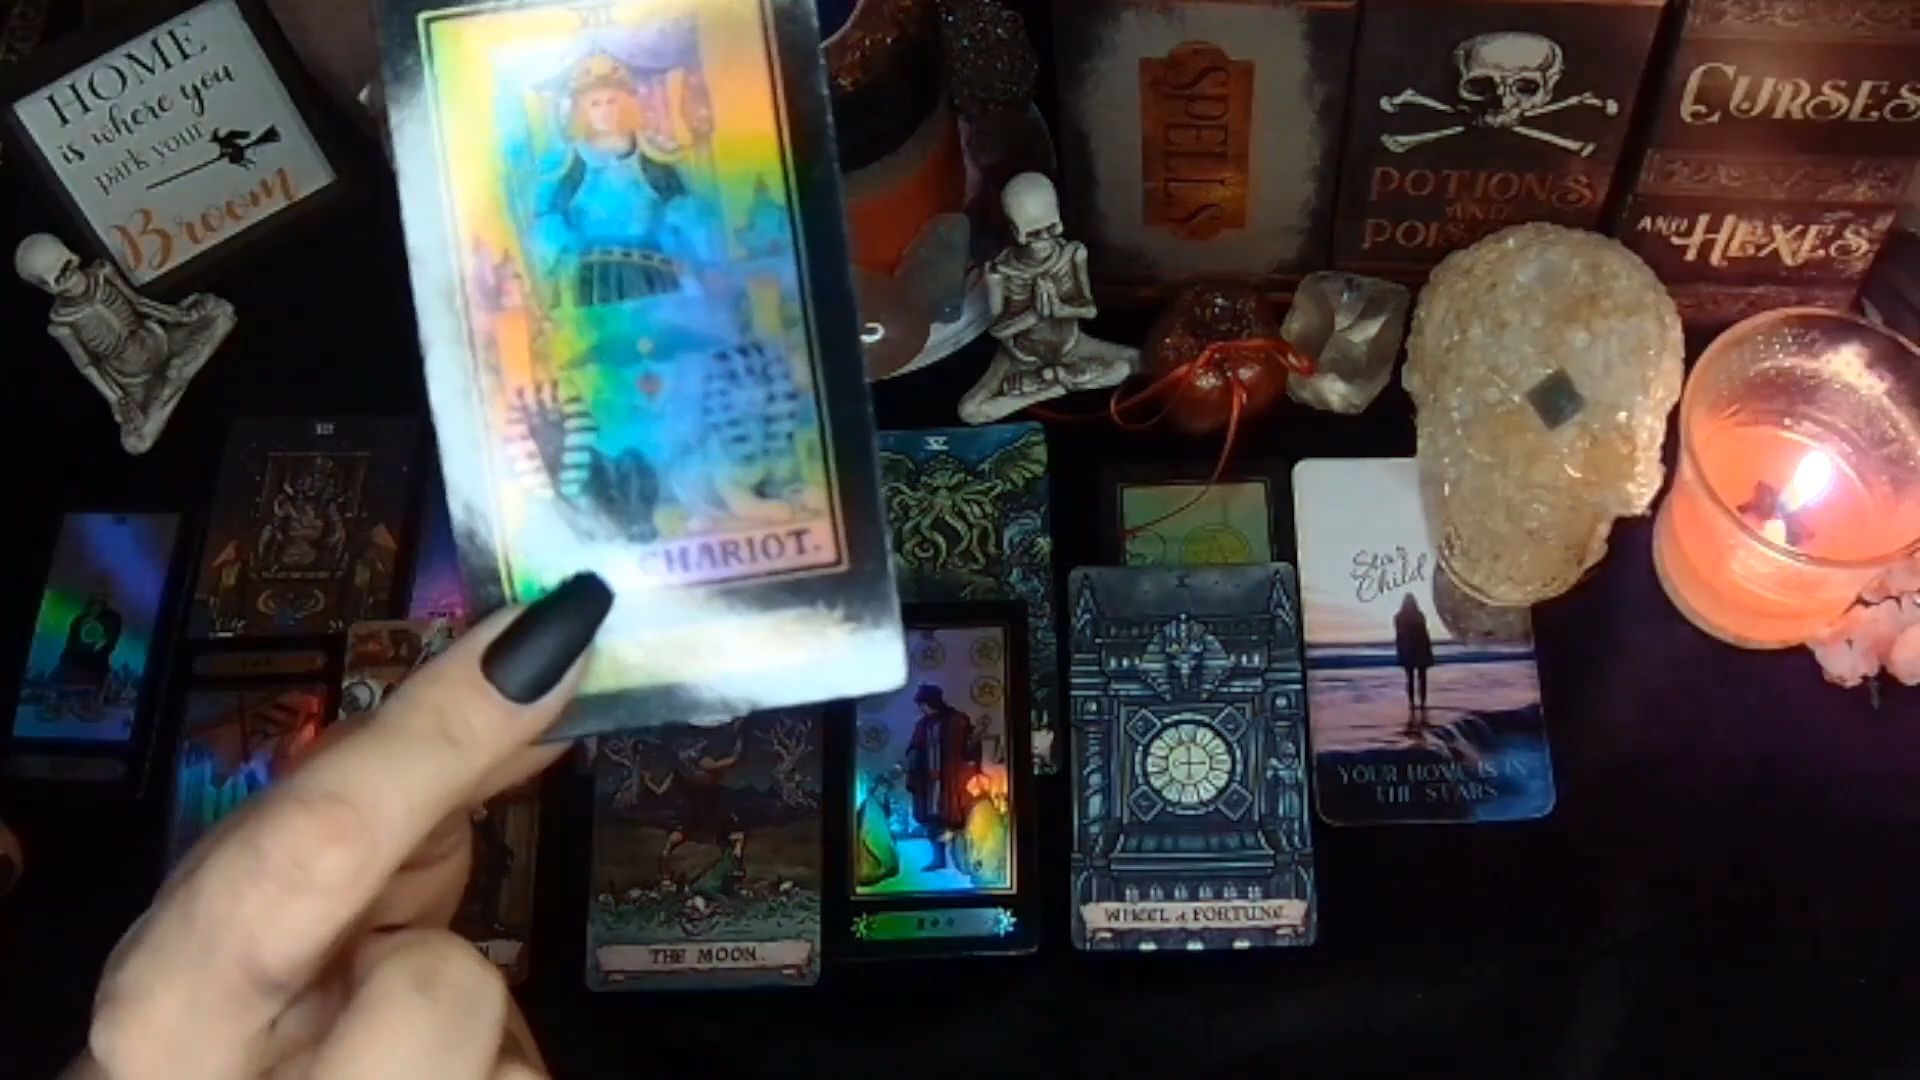 HOME
is where you
park your
Broom
VII
CHARIOT.
SPELLS
POTIONS
AND
CURSES
AND HEXES
V
Star
Child
YOUR HOME IS IN
THE STARS
X
WHEEL of FORTUNE.
THE MOON.